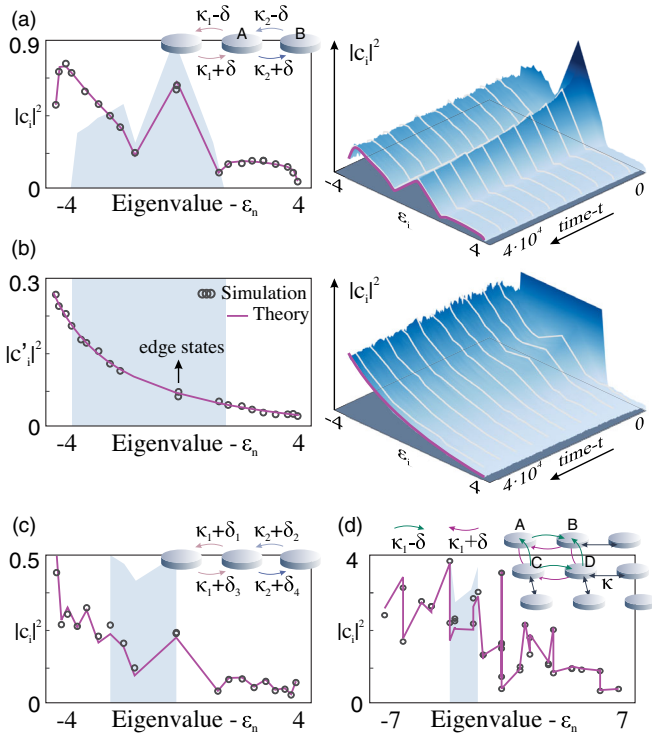 (a)
κ₁-δ κ₂-δ
A B
κ₁+δ κ₂+δ
0.9
|cᵢ|²
0
-4 Eigenvalue - εₙ 4
|cᵢ|²
-4
εᵢ
4
4·10⁴
time-t
0
(b)
0.3
Simulation
Theory
edge states
|c'ᵢ|²
0
-4 Eigenvalue - εₙ 4
|cᵢ|²
-4
εᵢ
4
4·10⁴
time-t
0
(c)
κ₁+δ₁ κ₂+δ₂
κ₁+δ₃ κ₂+δ₄
0.5
|cᵢ|²
0
-4 Eigenvalue - εₙ 4
(d)
κ₁-δ κ₁+δ
A B
C D
κ
4
|cᵢ|²
0
-7 Eigenvalue - εₙ 7